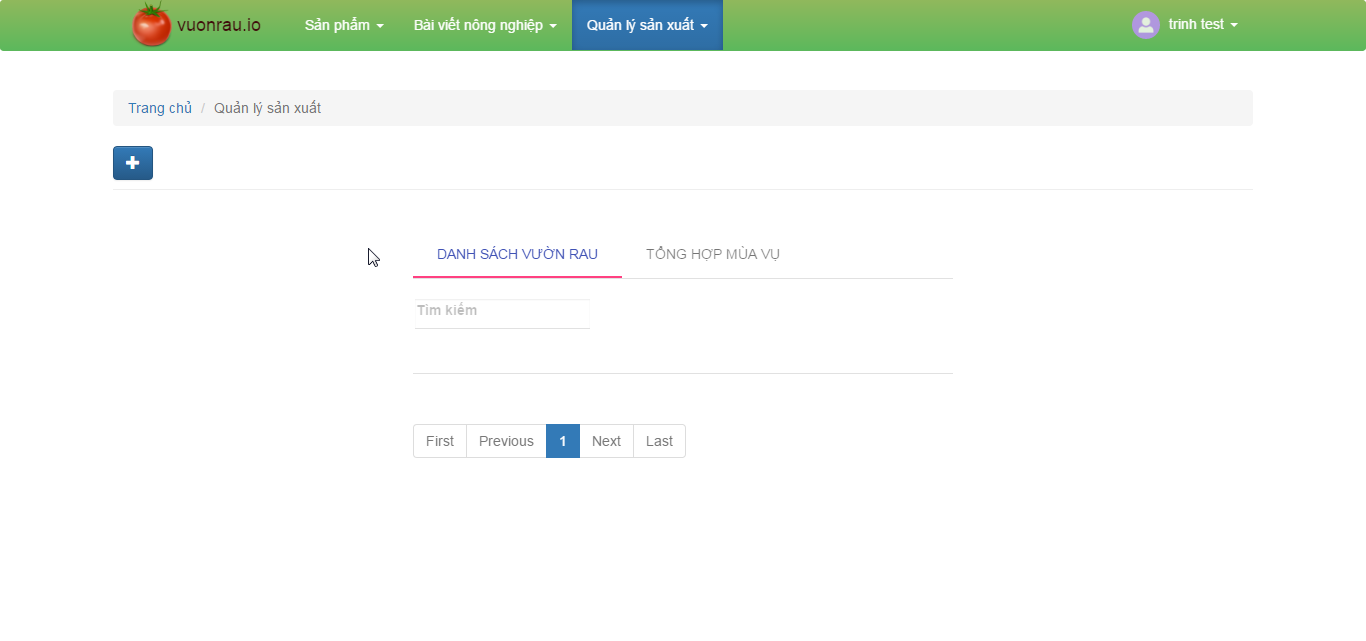 vuonrau.io Sản phẩm Bài viết nông nghiệp Quản lý sản xuất trinh test
Trang chủ / Quản lý sản xuất
DANH SÁCH VƯỜN RAU TỔNG HỢP MÙA VỤ
Tìm kiếm
First Previous 1 Next Last